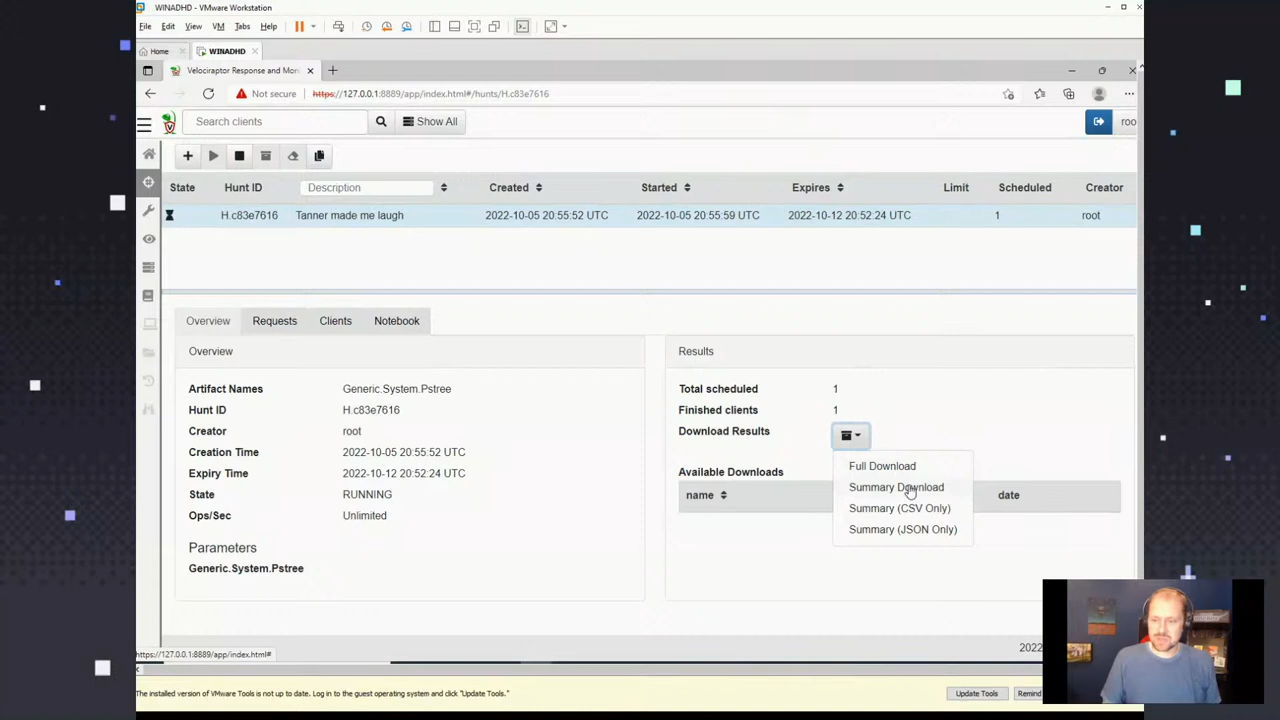 WINADHD - VMware Workstation
File Edit View VM Tabs Help
Home WINADHD
Velociraptor Response and Moni
Not secure https://127.0.0.1:8889/app/index.html#/hunts/H.c83e7616
Search clients Show All roo
State Hunt ID Description Created Started Expires Limit Scheduled Creator
H.c83e7616 Tanner made me laugh 2022-10-05 20:55:52 UTC 2022-10-05 20:55:59 UTC 2022-10-12 20:52:24 UTC 1 root
Overview Requests Clients Notebook
Overview
Artifact Names Generic.System.Pstree
Hunt ID H.c83e7616
Creator root
Creation Time 2022-10-05 20:55:52 UTC
Expiry Time 2022-10-12 20:52:24 UTC
State RUNNING
Ops/Sec Unlimited
Parameters
Generic.System.Pstree
Results
Total scheduled 1
Finished clients 1
Download Results
Available Downloads
name date
Full Download
Summary Download
Summary (CSV Only)
Summary (JSON Only)
https://127.0.0.1:8889/app/index.html# 2022
The installed version of VMware Tools is not up to date. Log in to the guest operating system and click "Update Tools." Update Tools Remind